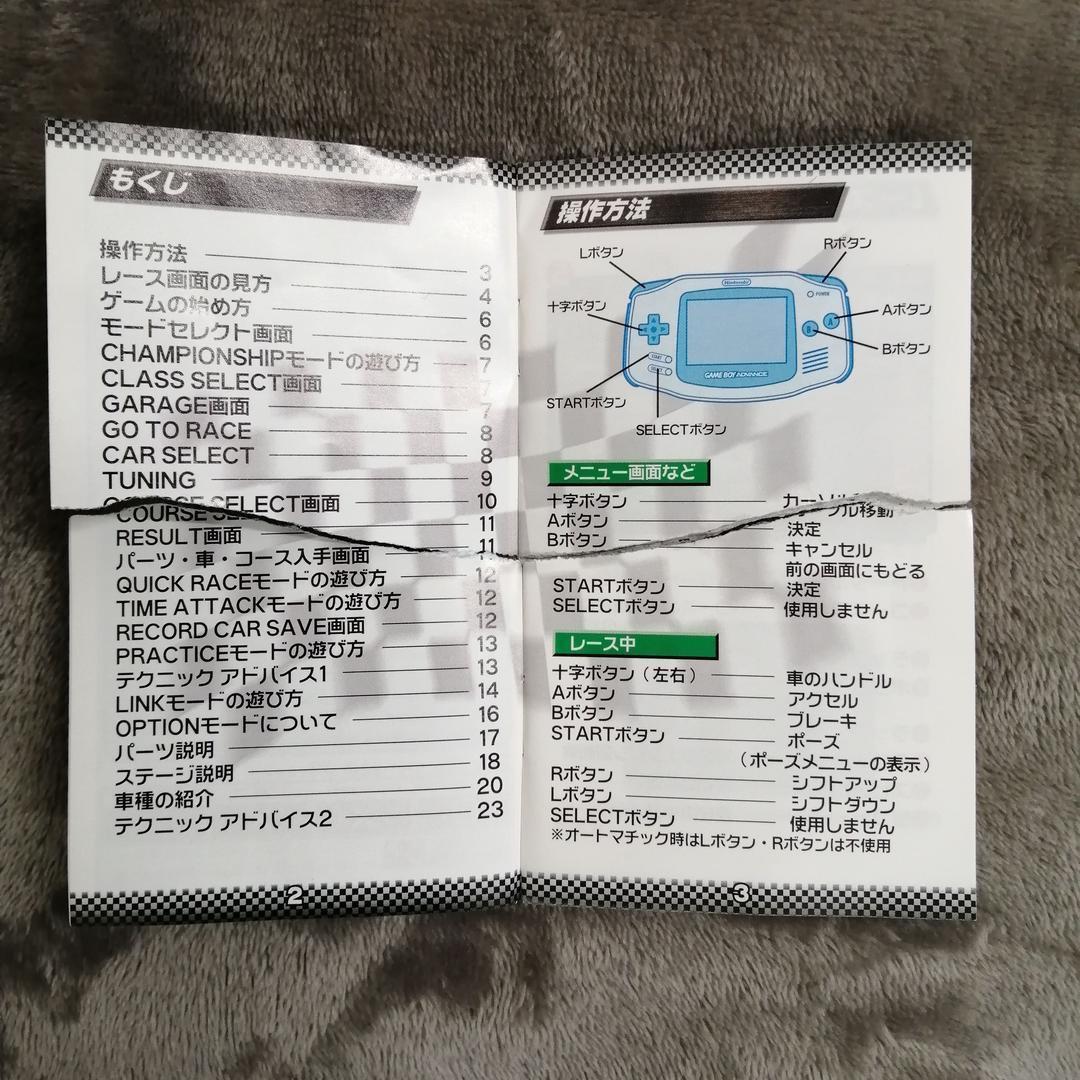 もくじ
操作方法 3
レース画面の見方 4
ゲームの始め方 6
モードセレクト画面 6
CHAMPIONSHIPモードの遊び方 7
CLASS SELECT画面 7
GARAGE画面 7
GO TO RACE 8
CAR SELECT 8
TUNING 9
COURSE SELECT画面 10
11
RESULT画面 11
パーツ・車・コース入手画面
QUICK RACEモードの遊び方 12
TIME ATTACKモードの遊び方 12
RECORD CAR SAVE画面 12
PRACTICEモードの遊び方 13
テクニック アドバイス1 13
LINKモードの遊び方 14
OPTIONモードについて 16
パーツ説明 17
ステージ説明 18
車種の紹介 20
テクニック アドバイス2 23
2
操作方法
Lボタン
Rボタン
十字ボタン
Aボタン
Bボタン
STARTボタン
SELECTボタン
Nintendo
POWER
A
B
START
SELECT
GAME BOY ADVANCE
メニュー画面など
十字ボタン カーソル移動
Aボタン 決定
Bボタン キャンセル
前の画面にもどる
STARTボタン 決定
SELECTボタン 使用しません
レース中
十字ボタン（左右） 車のハンドル
Aボタン アクセル
Bボタン ブレーキ
STARTボタン ポーズ
（ポーズメニューの表示）
Rボタン シフトアップ
Lボタン シフトダウン
SELECTボタン 使用しません
※オートマチック時はLボタン・Rボタンは不使用
3